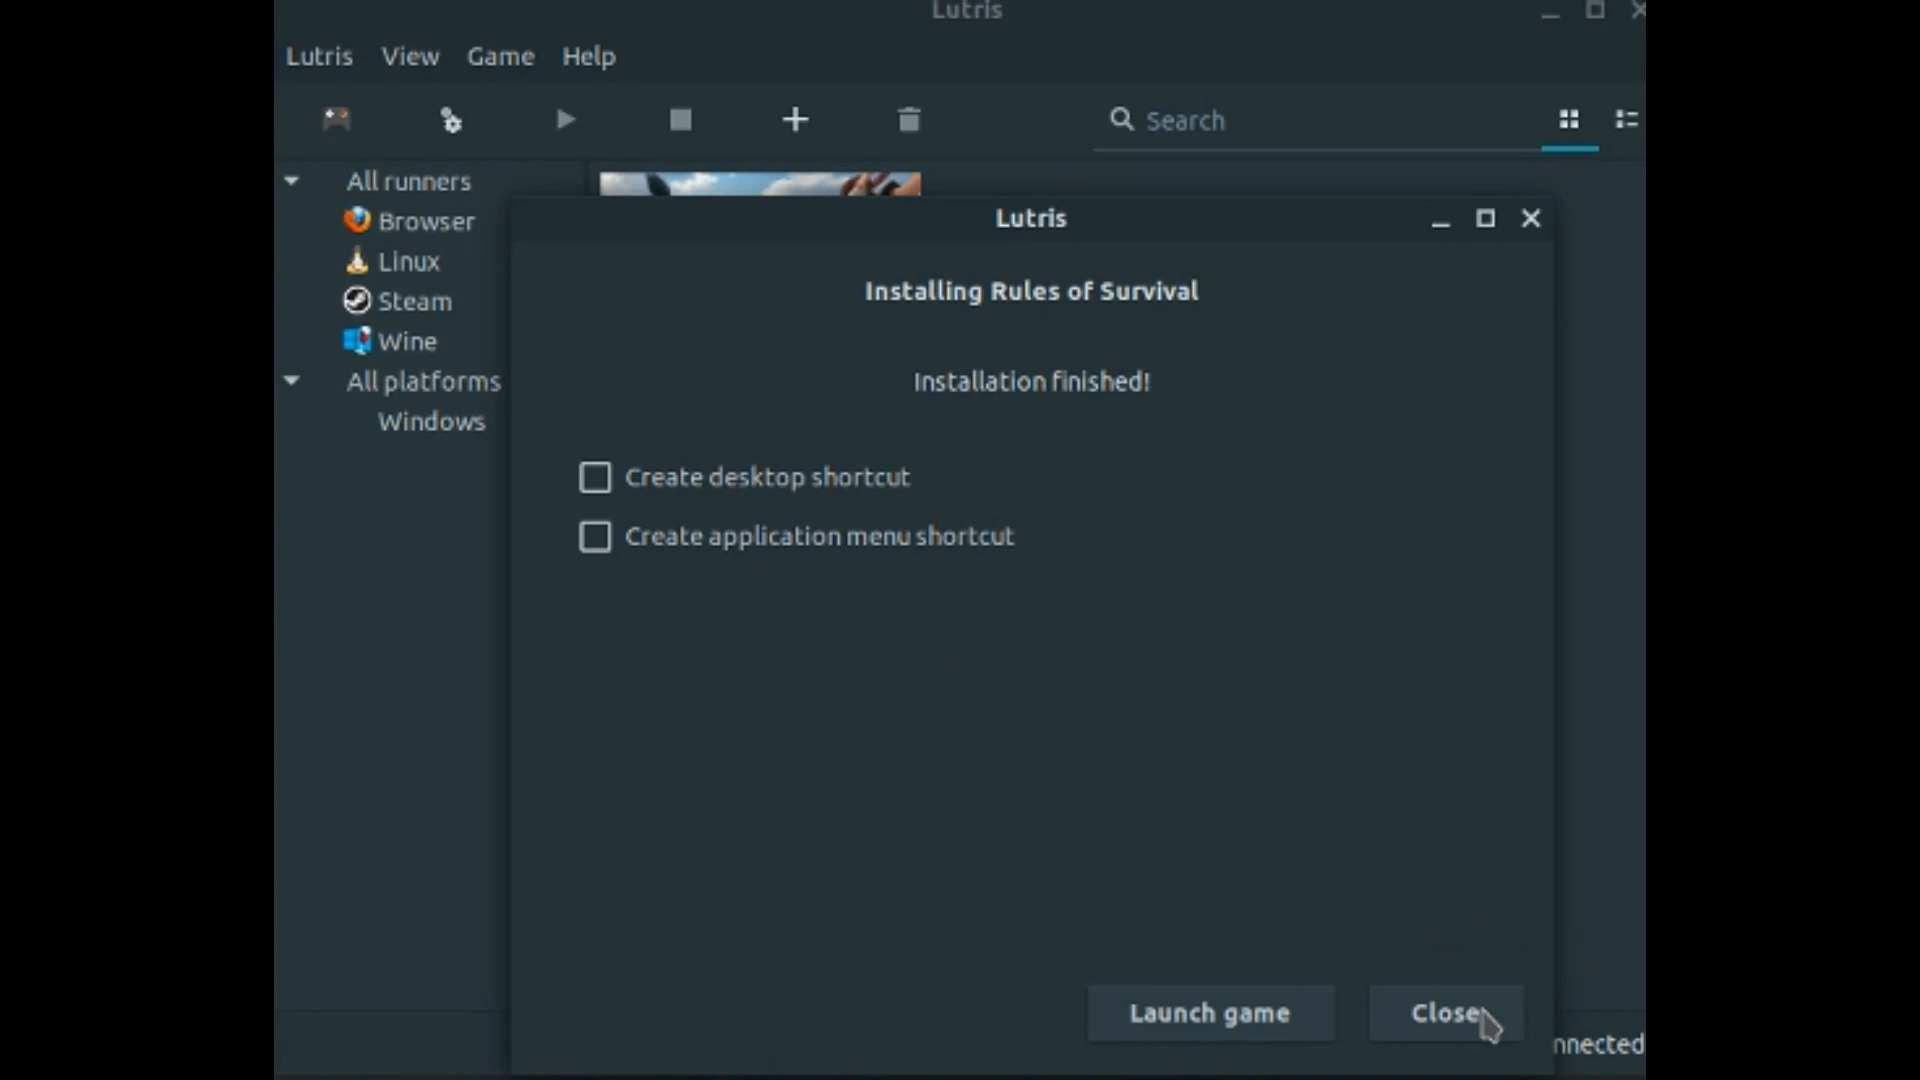 Lutris
Lutris View Game Help
Search
All runners
Browser
Linux
Steam
Wine
All platforms
Windows
Lutris
Installing Rules of Survival
Installation finished!
Create desktop shortcut
Create application menu shortcut
Launch game Close
nnected